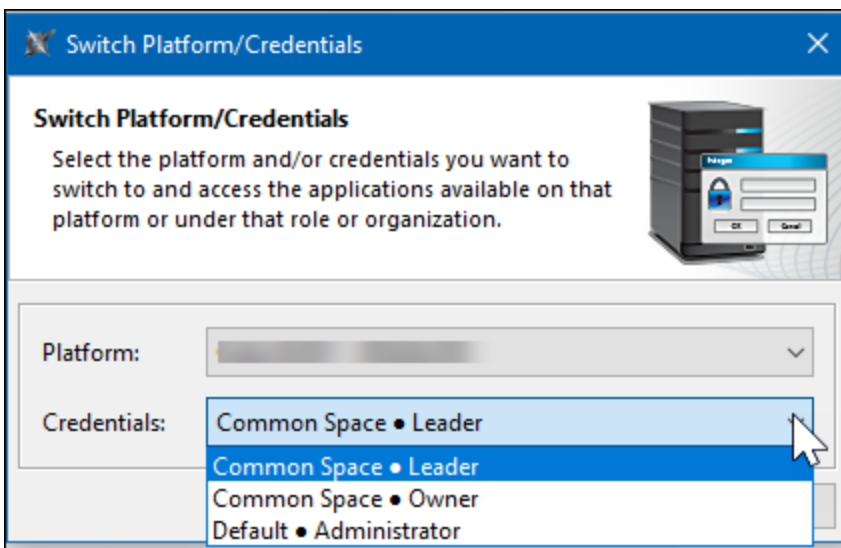 Switch Platform/Credentials
Switch Platform/Credentials
Select the platform and/or credentials you want to
switch to and access the applications available on that
platform or under that role or organization.
OK Cancel
Platform:
Credentials: Common Space ● Leader
Common Space ● Leader
Common Space ● Owner
Default ● Administrator